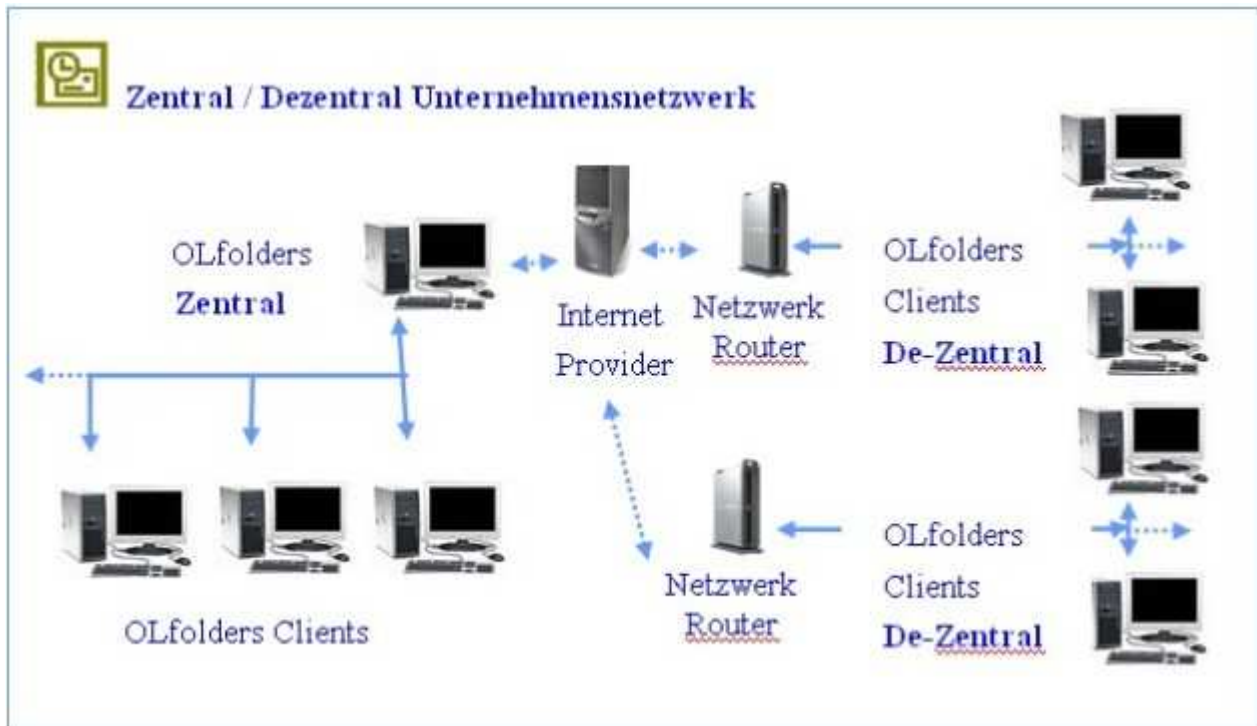 Zentral / Dezentral Unternehmensnetzwerk
OLfolders
Zentral
Internet
Provider
Netzwerk
Router
OLfolders
Clients
De-Zentral
OLfolders Clients
Netzwerk
Router
OLfolders
Clients
De-Zentral